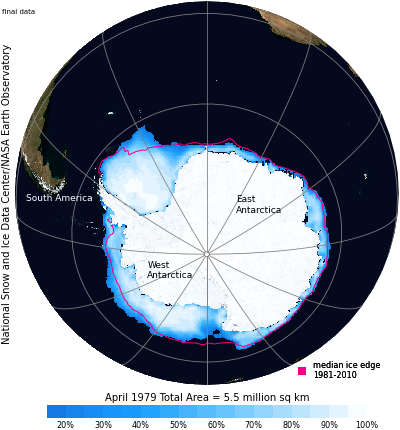 final data
National Snow and Ice Data Center/NASA Earth Observatory
South America
East
Antarctica
West
Antarctica
median ice edge
1981-2010
April 1979 Total Area = 5.5 million sq km
20% 30% 40% 50% 60% 70% 80% 90% 100%